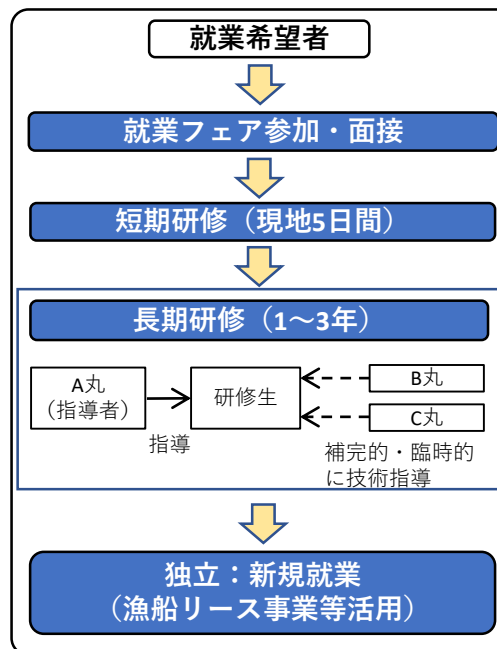 就業希望者
就業フェア参加・面接
短期研修（現地5日間）
長期研修（1～3年）
A丸
（指導者）
指導
研修生
B丸
C丸
補完的・臨時的
に技術指導
独立：新規就業
（漁船リース事業等活用）